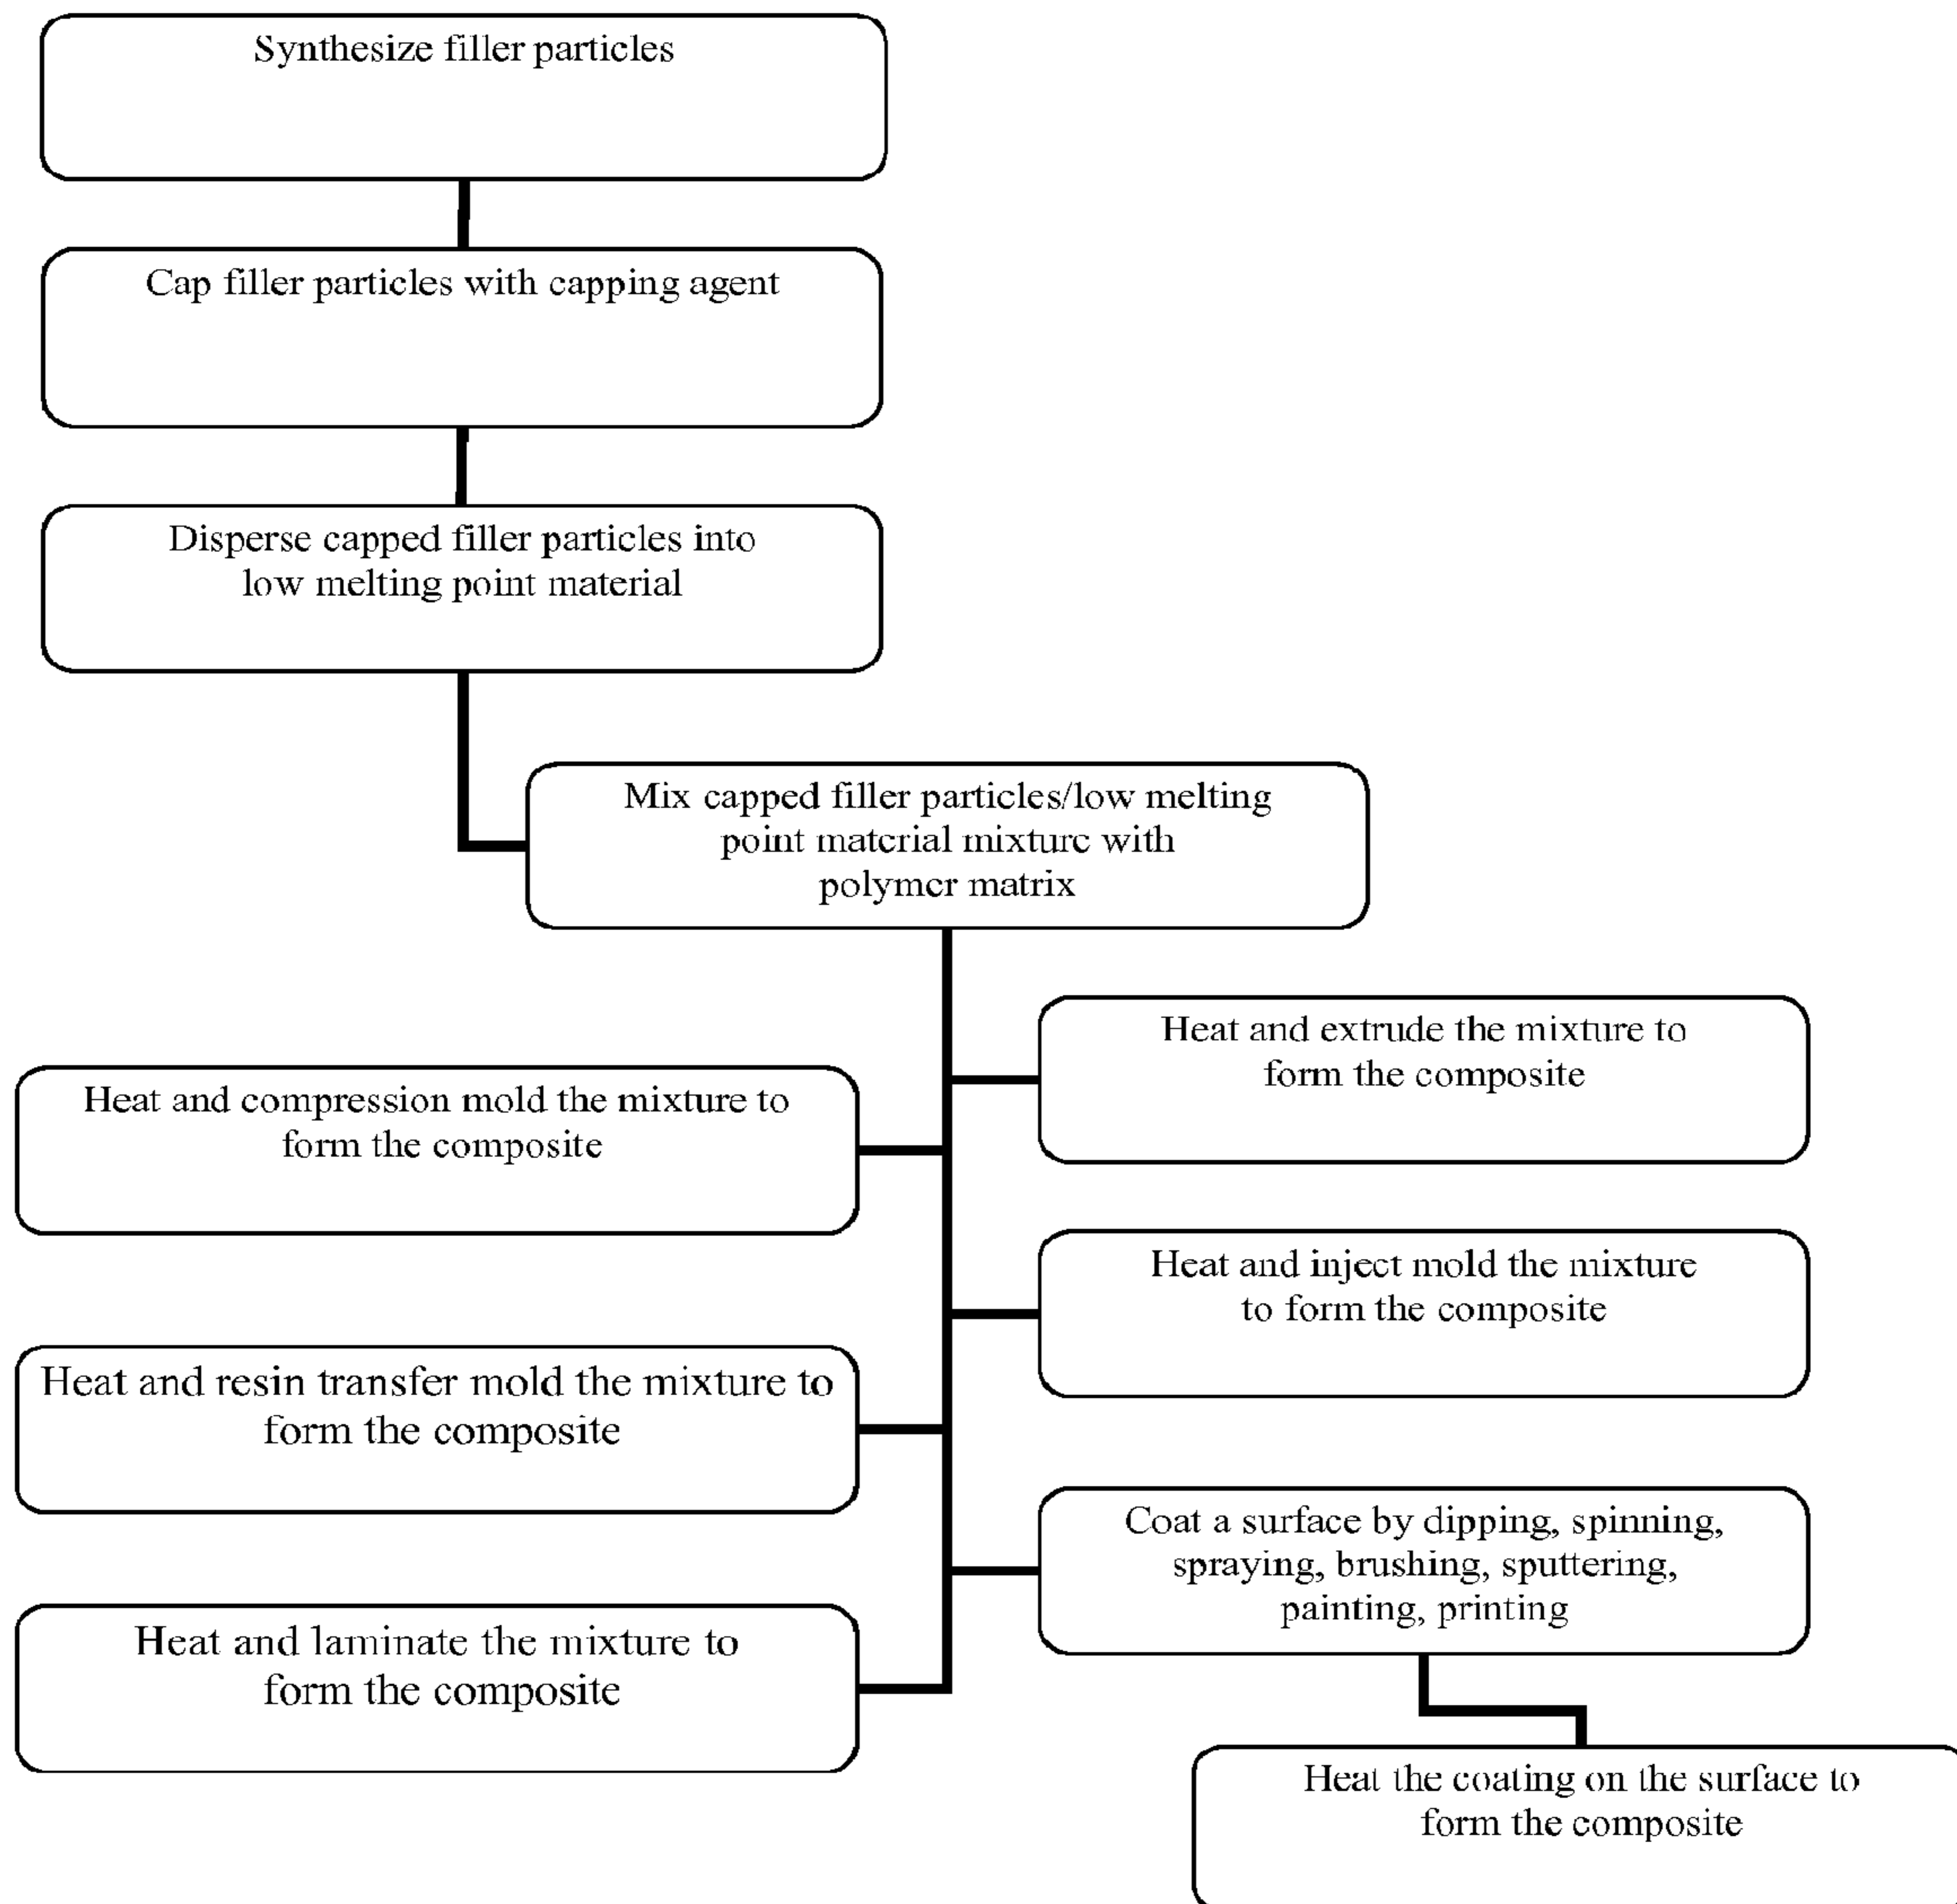 Synthesize filler particles
Cap filler particles with capping agent
Disperse capped filler particles into
low melting point material
Mix capped filler particles/low melting
point material mixture with
polymer matrix
Heat and extrude the mixture to
form the composite
Heat and compression mold the mixture to
form the composite
Heat and inject mold the mixture
to form the composite
Heat and resin transfer mold the mixture to
form the composite
Coat a surface by dipping, spinning,
spraying, brushing, sputtering,
painting, printing
Heat and laminate the mixture to
form the composite
Heat the coating on the surface to
form the composite